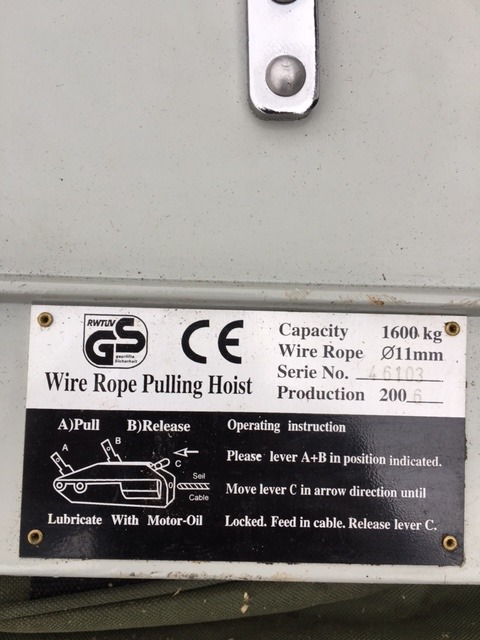 RWTUV
GS
geprüfte
Sicherheit
CE
Wire Rope Pulling Hoist
Capacity 1600 kg
Wire Rope Ø11mm
Serie No. 46103
Production 2006
A)Pull B)Release
A
B
C
Seil
Cable
Lubricate With Motor-Oil
Operating instruction
Please lever A+B in position indicated.
Move lever C in arrow direction until
Locked. Feed in cable. Release lever C.